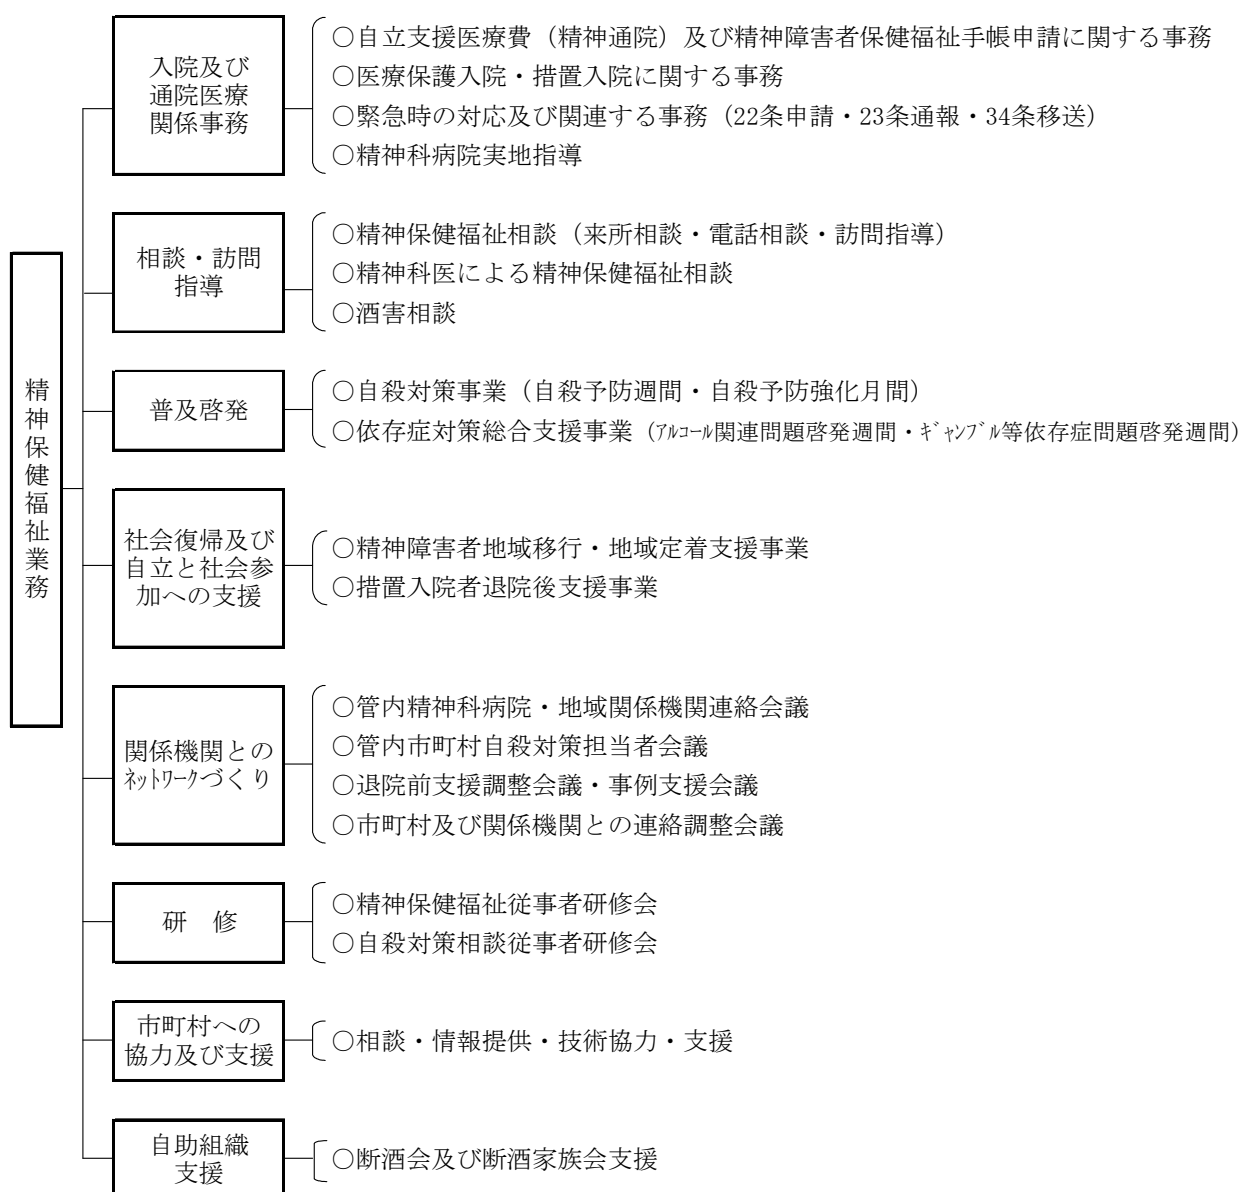 精神保健福祉業務
入院及び
通院医療
関係事務
○自立支援医療費（精神通院）及び精神障害者保健福祉手帳申請に関する事務
○医療保護入院・措置入院に関する事務
○緊急時の対応及び関連する事務（22条申請・23条通報・34条移送）
○精神科病院実地指導
相談・訪問
指導
○精神保健福祉相談（来所相談・電話相談・訪問指導）
○精神科医による精神保健福祉相談
○酒害相談
普及啓発
○自殺対策事業（自殺予防週間・自殺予防強化月間）
○依存症対策総合支援事業（ｱﾙｺｰﾙ関連問題啓発週間・ｷﾞｬﾝﾌﾞﾙ等依存症問題啓発週間）
社会復帰及び
自立と社会参
加への支援
○精神障害者地域移行・地域定着支援事業
○措置入院者退院後支援事業
関係機関との
ﾈｯﾄﾜｰｸづくり
○管内精神科病院・地域関係機関連絡会議
○管内市町村自殺対策担当者会議
○退院前支援調整会議・事例支援会議
○市町村及び関係機関との連絡調整会議
研　修
○精神保健福祉従事者研修会
○自殺対策相談従事者研修会
市町村への
協力及び支援
○相談・情報提供・技術協力・支援
自助組織
支援
○断酒会及び断酒家族会支援